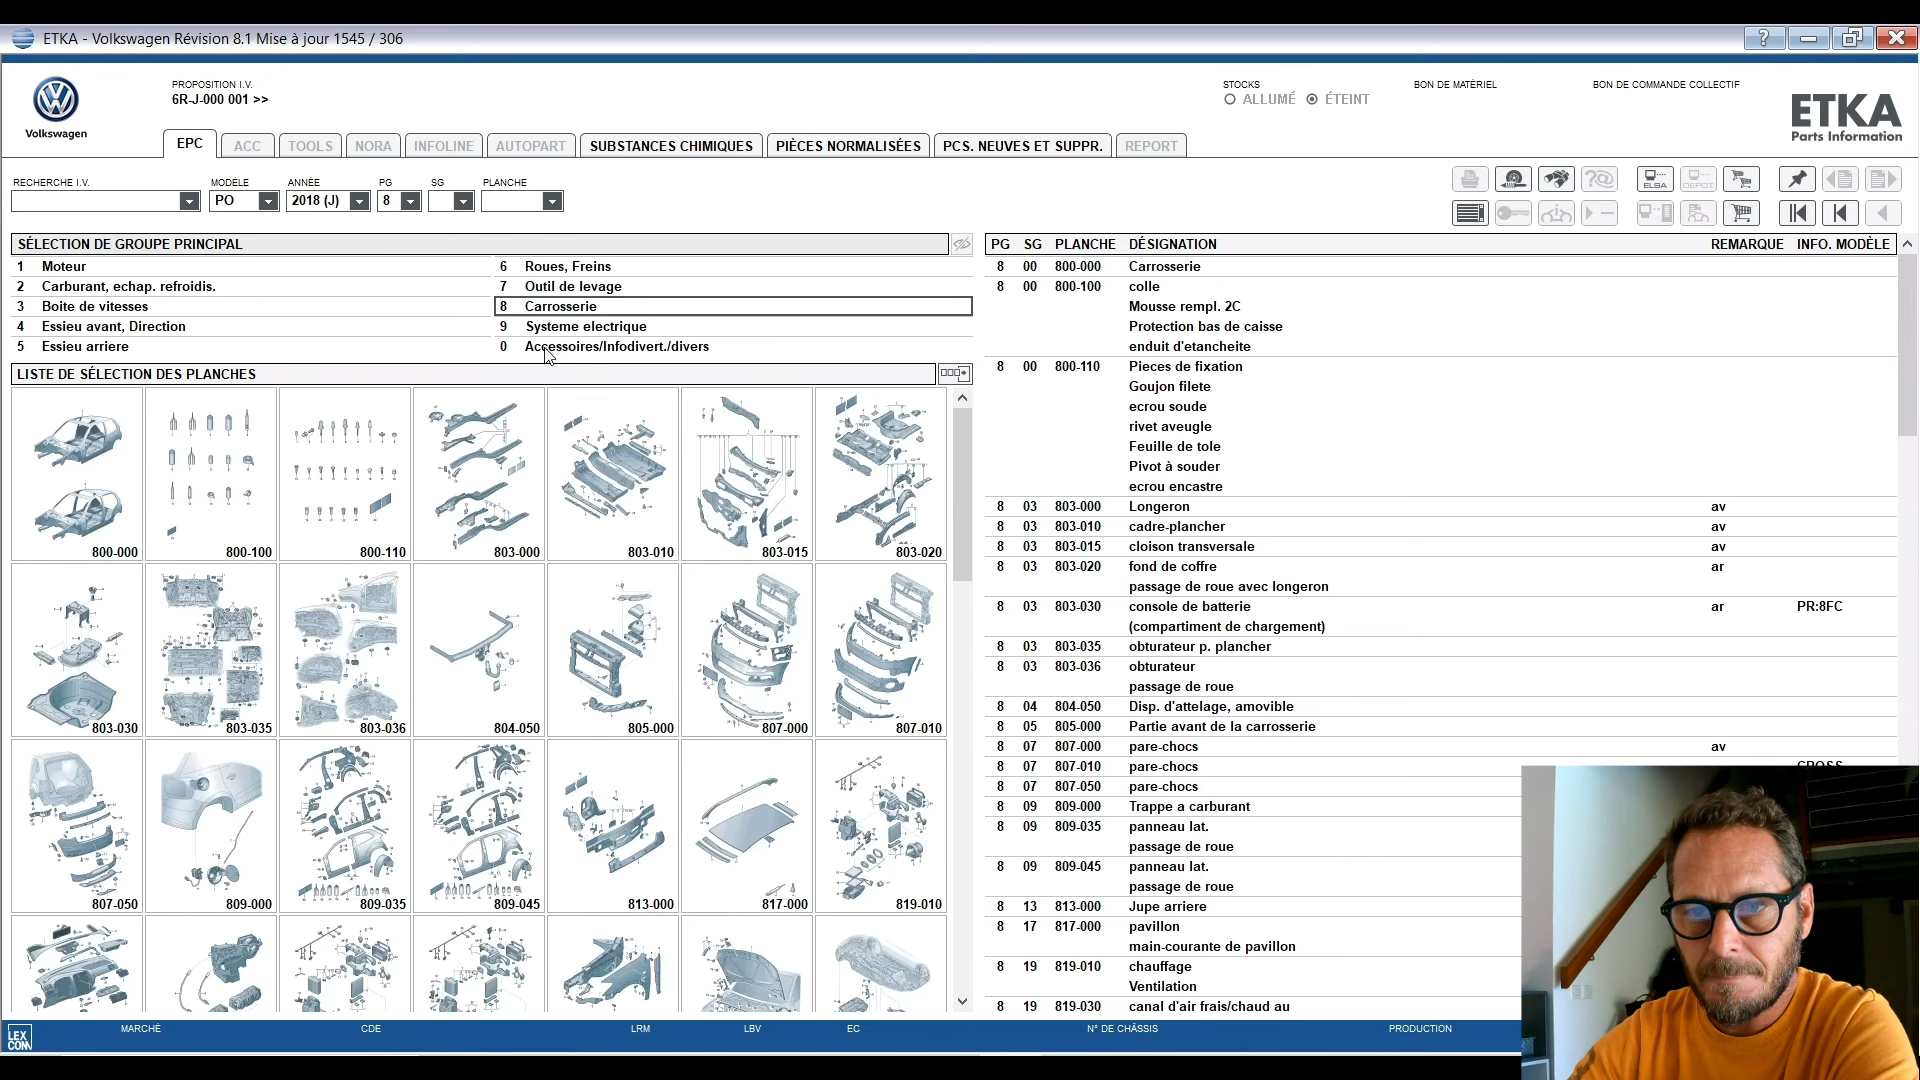 ETKA - Volkswagen Révision 8.1 Mise à jour 1545 / 306
Volkswagen
PROPOSITION I.V.
6R-J-000 001 >>
STOCKS
ALLUMÉ ÉTEINT
BON DE MATÉRIEL
BON DE COMMANDE COLLECTIF
ETKA
Parts Information
EPC ACC TOOLS NORA INFOLINE AUTOPART SUBSTANCES CHIMIQUES PIÈCES NORMALISÉES PCS. NEUVES ET SUPPR. REPORT
RECHERCHE I.V. MODÈLE ANNÉE PG SG PLANCHE
PO 2018 (J) 8
ELSA DEPOT
SÉLECTION DE GROUPE PRINCIPAL
1 Moteur
2 Carburant, echap. refroidis.
3 Boite de vitesses
4 Essieu avant, Direction
5 Essieu arriere
6 Roues, Freins
7 Outil de levage
8 Carrosserie
9 Systeme electrique
0 Accessoires/Infodivert./divers
LISTE DE SÉLECTION DES PLANCHES
800-000 800-100 800-110 803-000 803-010 803-015 803-020
803-030 803-035 803-036 804-050 805-000 807-000 807-010
807-050 809-000 809-035 809-045 813-000 817-000 819-010
PG SG PLANCHE DÉSIGNATION REMARQUE INFO. MODÈLE
8 00 800-000 Carrosserie
8 00 800-100 colle
Mousse rempl. 2C
Protection bas de caisse
enduit d'etancheite
8 00 800-110 Pieces de fixation
Goujon filete
ecrou soude
rivet aveugle
Feuille de tole
Pivot à souder
ecrou encastre
8 03 803-000 Longeron av
8 03 803-010 cadre-plancher av
8 03 803-015 cloison transversale av
8 03 803-020 fond de coffre ar
passage de roue avec longeron
8 03 803-030 console de batterie ar PR:8FC
(compartiment de chargement)
8 03 803-035 obturateur p. plancher
8 03 803-036 obturateur
passage de roue
8 04 804-050 Disp. d'attelage, amovible
8 05 805-000 Partie avant de la carrosserie
8 07 807-000 pare-chocs av
8 07 807-010 pare-chocs CROSS
8 07 807-050 pare-chocs
8 09 809-000 Trappe a carburant
8 09 809-035 panneau lat.
passage de roue
8 09 809-045 panneau lat.
passage de roue
8 13 813-000 Jupe arriere
8 17 817-000 pavillon
main-courante de pavillon
8 19 819-010 chauffage
Ventilation
8 19 819-030 canal d'air frais/chaud au
LEX COM
MARCHÉ CDE LRM LBV EC N° DE CHÂSSIS PRODUCTION